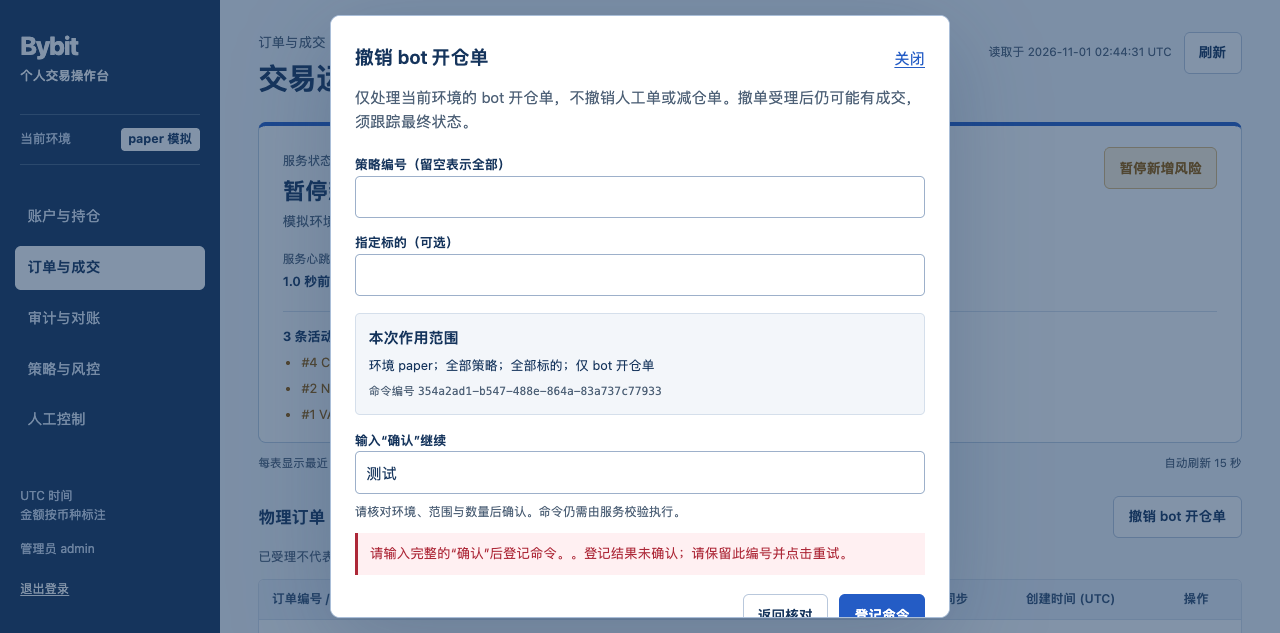 Bybit
个人交易操作台
当前环境
paper 模拟
账户与持仓
订单与成交
审计与对账
策略与风控
人工控制
UTC 时间
金额按币种标注
管理员 admin
退出登录
订单与成交
交易运
读取于 2026-11-01 02:44:31 UTC
刷新
服务状态
暂停
模拟环境
服务心跳
1.0 秒前
暂停新增风险
3 条活动
#4 C
#2 N
#1 VA
每表显示最近
自动刷新 15 秒
物理订单
撤销 bot 开仓单
已受理不代表
订单编号 /
同步
创建时间 (UTC)
操作
撤销 bot 开仓单
关闭
仅处理当前环境的 bot 开仓单，不撤销人工单或减仓单。撤单受理后仍可能有成交，
须跟踪最终状态。
策略编号（留空表示全部）
指定标的（可选）
本次作用范围
环境 paper；全部策略；全部标的；仅 bot 开仓单
命令编号 354a2ad1-b547-488e-864a-83a737c77933
输入“确认”继续
测试
请核对环境、范围与数量后确认。命令仍需由服务校验执行。
请输入完整的“确认”后登记命令。。登记结果未确认；请保留此编号并点击重试。
返回核对
登记命令